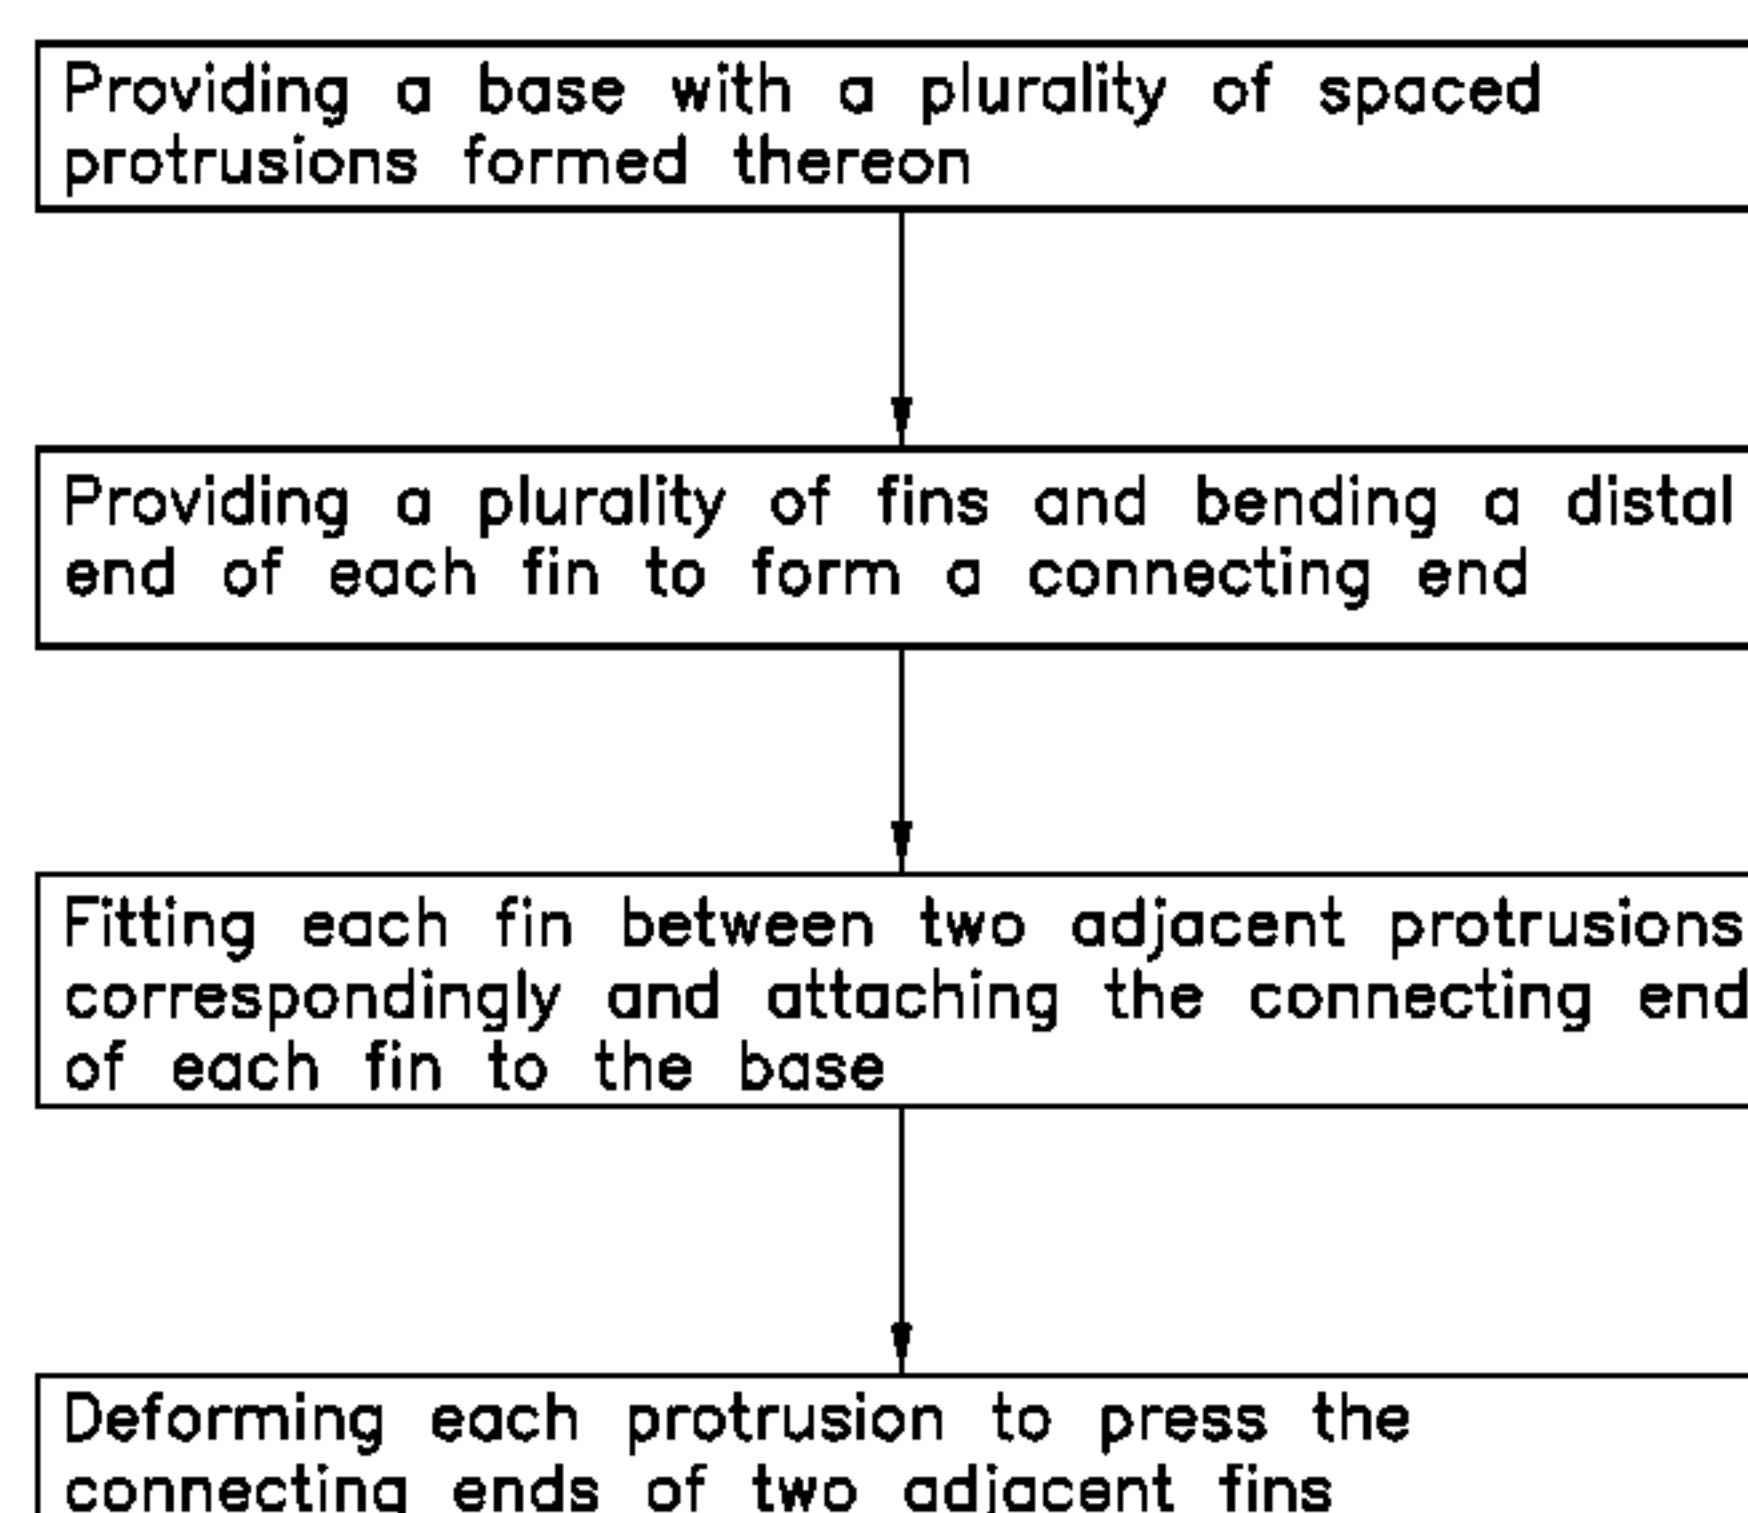 Providing a base with a plurality of spaced
protrusions formed thereon
Providing a plurality of fins and bending a distal
end of each fin to form a connecting end
Fitting each fin between two adjacent protrusions
correspondingly and attaching the connecting end
of each fin to the base
Deforming each protrusion to press the
connecting ends of two adjacent fins